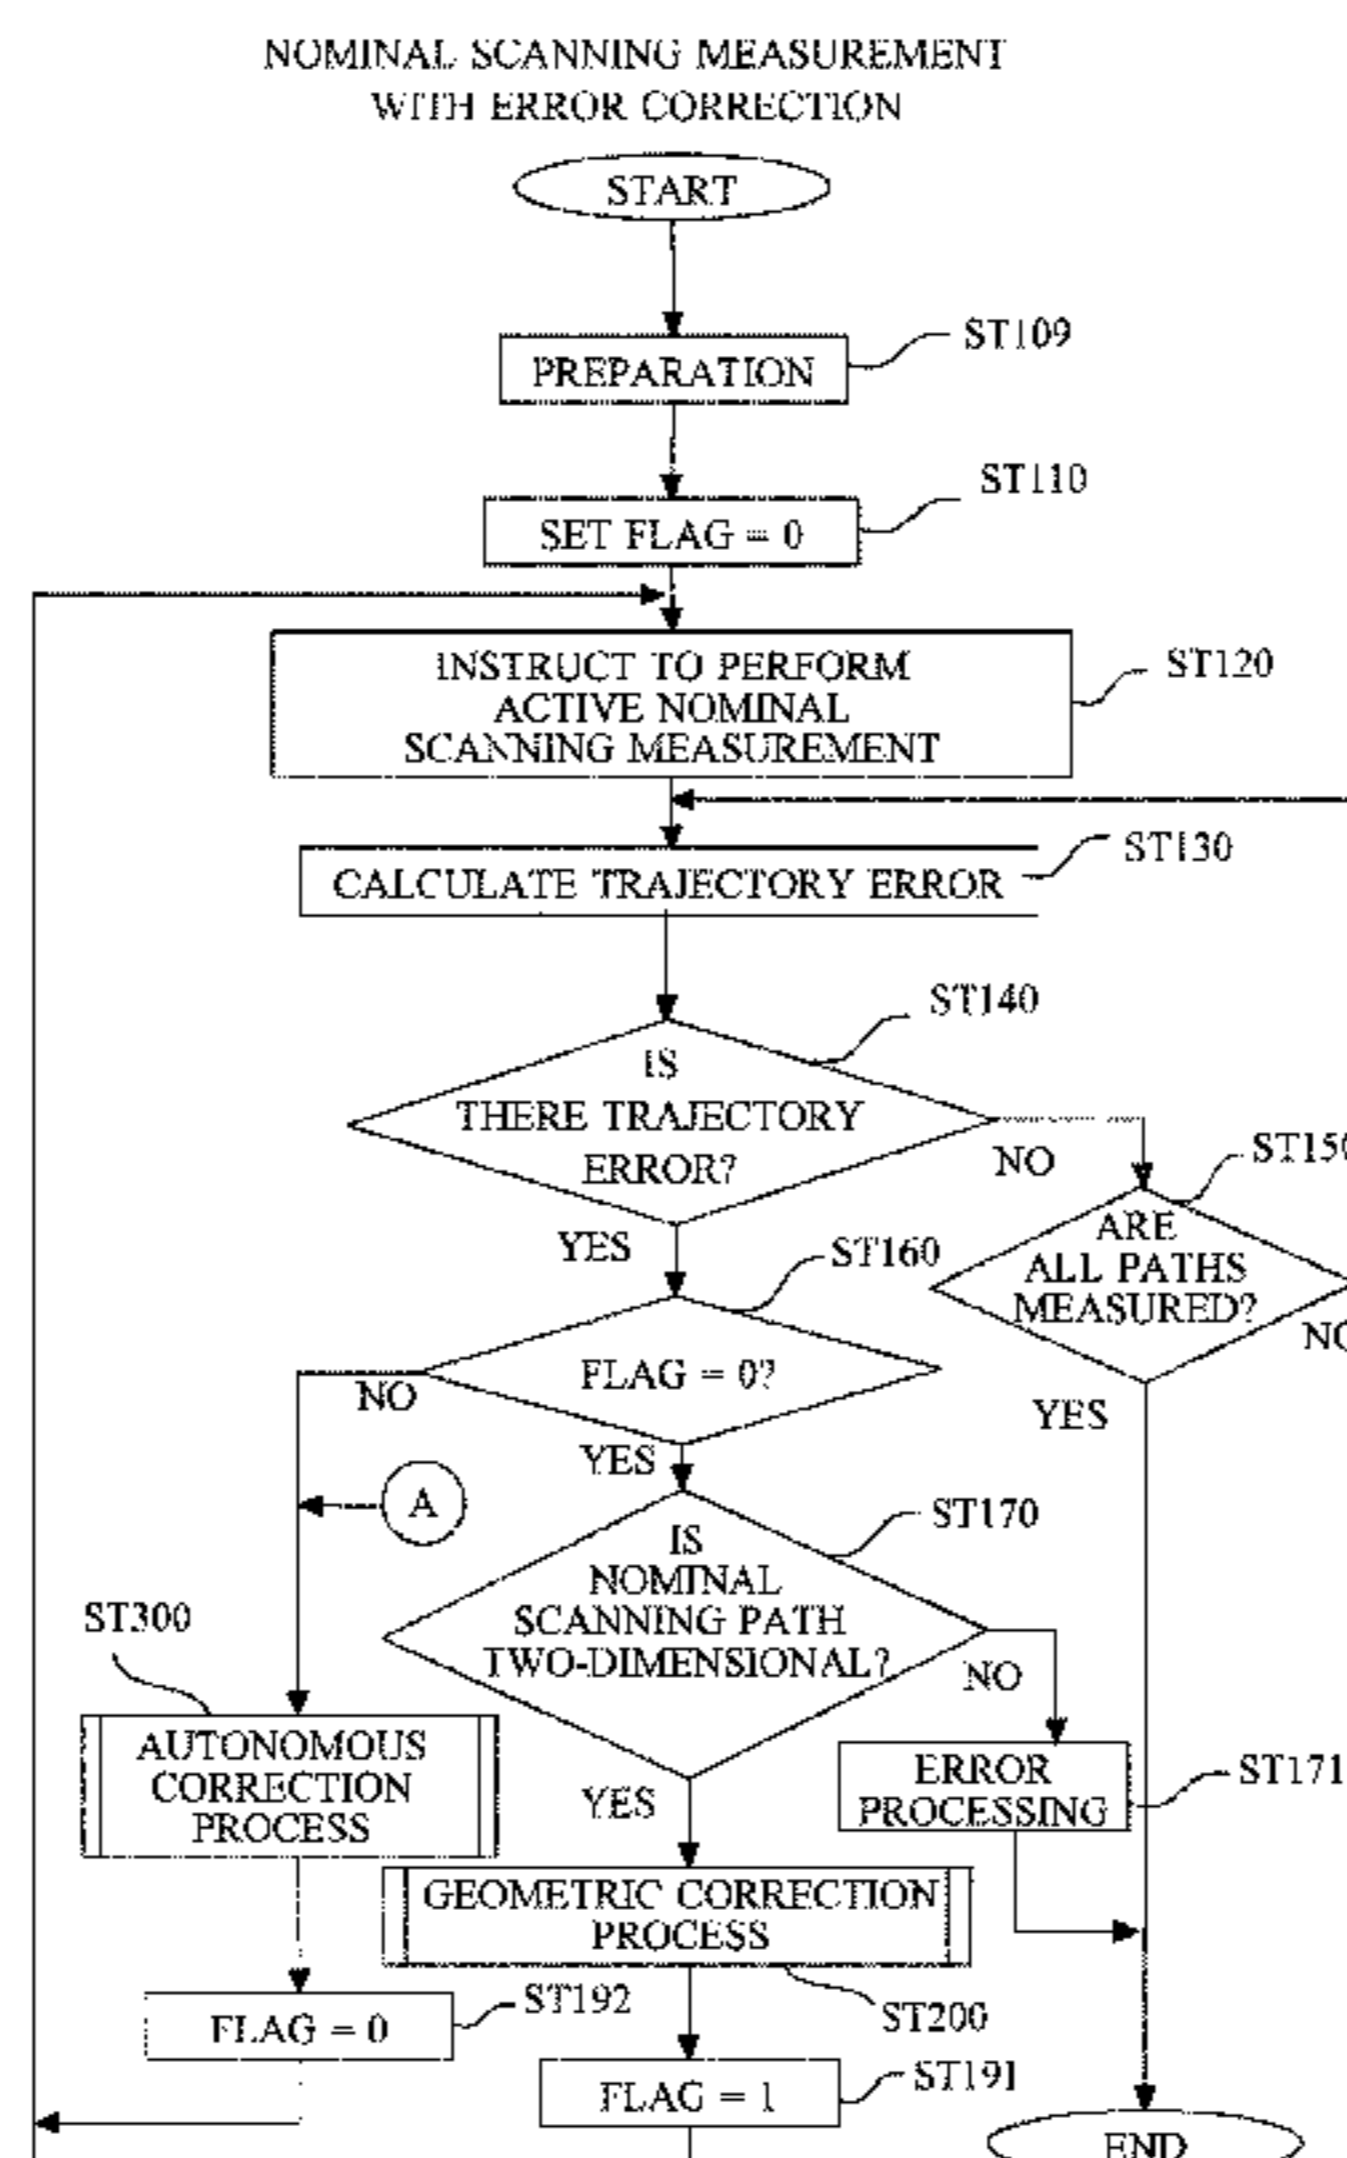 NOMINAL SCANNING MEASUREMENT
WITH ERROR CORRECTION
START
ST109
PREPARATION
ST110
SET FLAG = 0
INSTRUCT TO PERFORM
ACTIVE NOMINAL
SCANNING MEASUREMENT
ST120
ST130
CALCULATE TRAJECTORY ERROR
ST140
IS
THERE TRAJECTORY
ERROR?
NO
YES
ST150
ARE
ALL PATHS
MEASURED?
NO
YES
ST160
FLAG = 0?
NO
YES
A
ST170
IS
NOMINAL
SCANNING PATH
TWO-DIMENSIONAL?
NO
YES
ST300
AUTONOMOUS
CORRECTION
PROCESS
ERROR
PROCESSING
ST171
GEOMETRIC CORRECTION
PROCESS
ST200
FLAG = 0
ST192
FLAG = 1
ST191
END